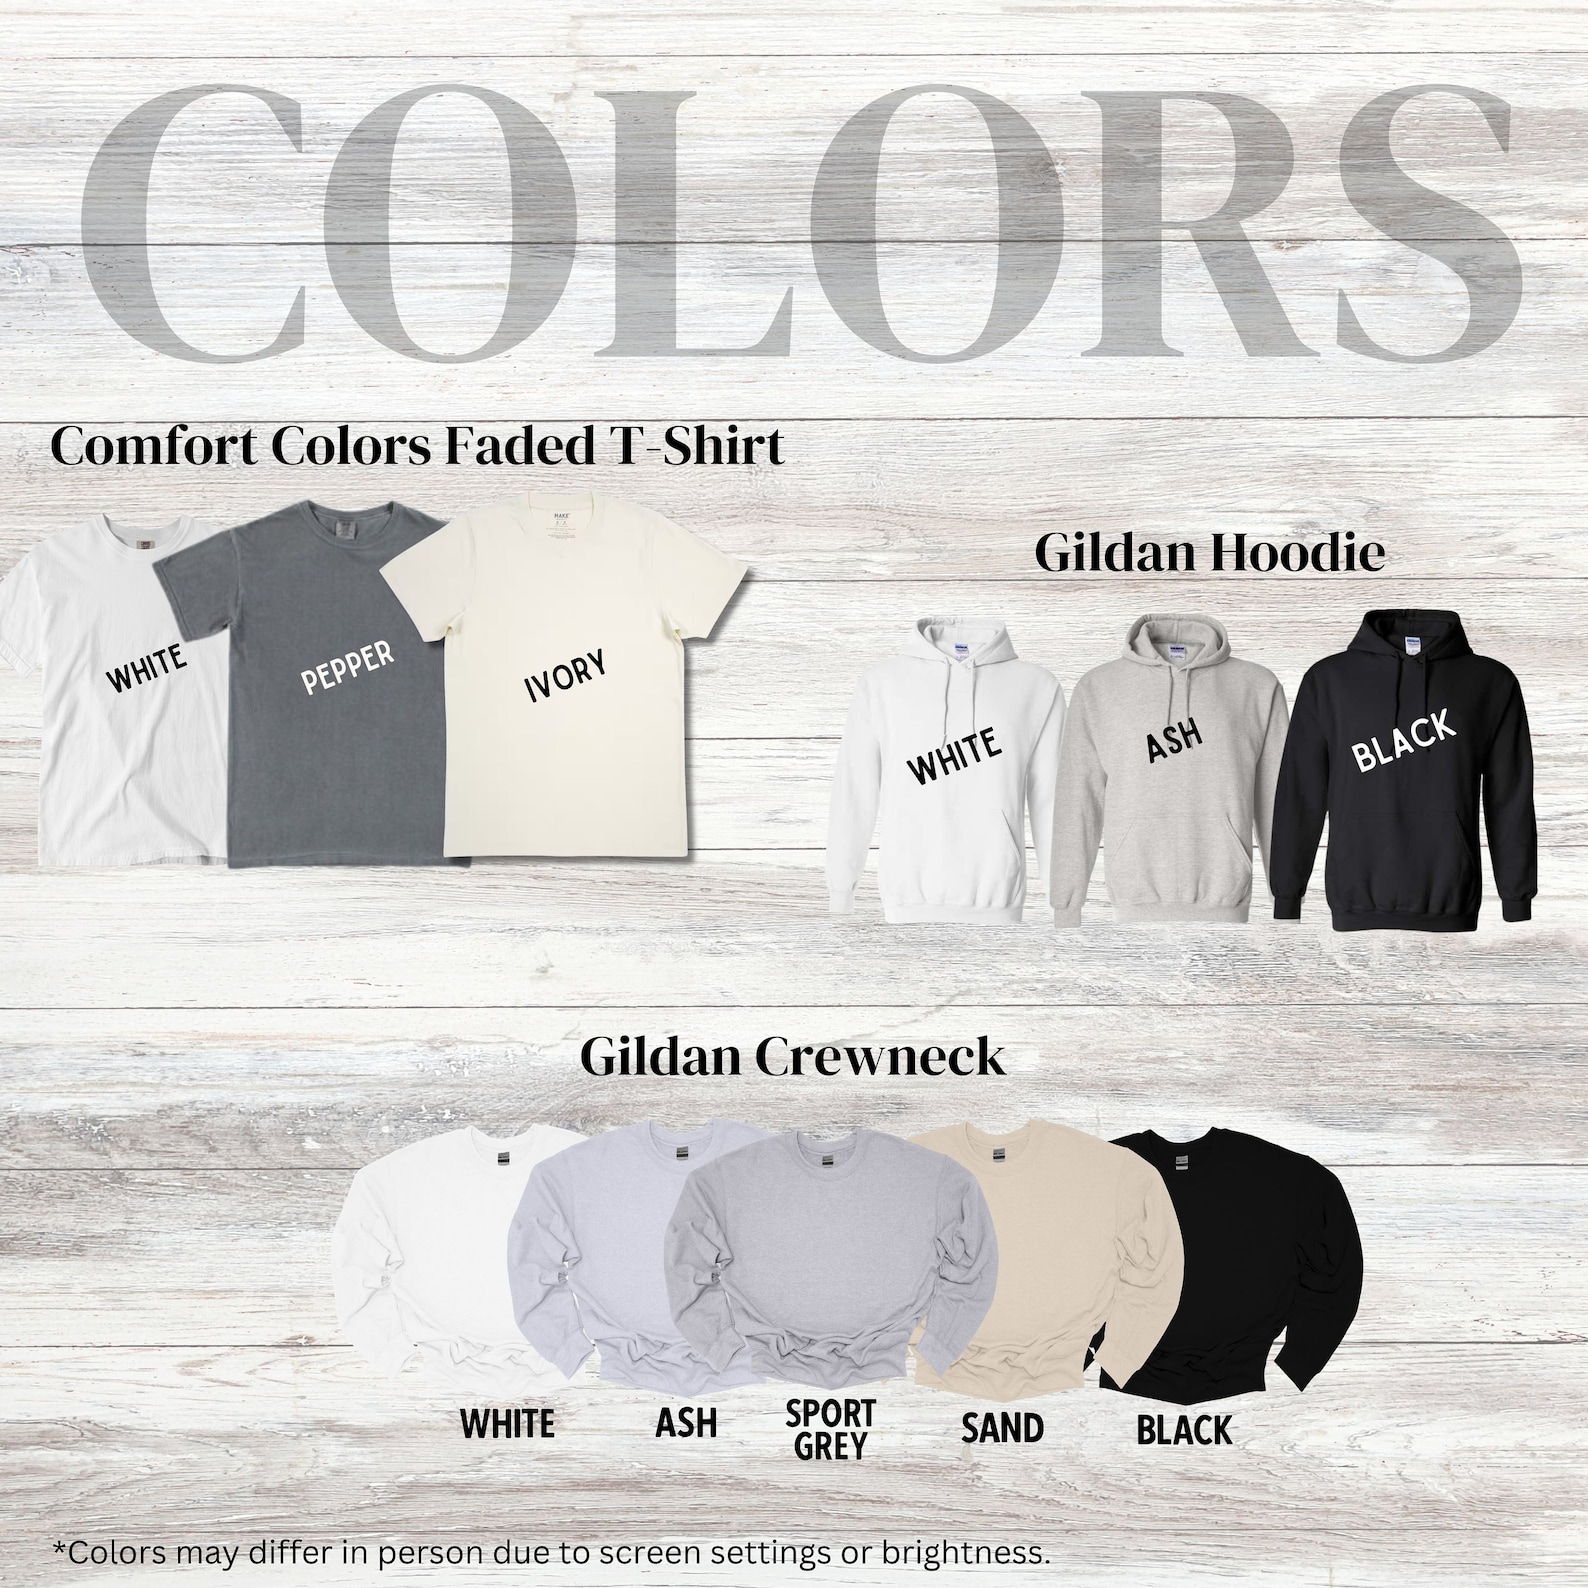 COLORS
Comfort Colors Faded T-Shirt
WHITE
PEPPER
MAKE
IVORY
Gildan Hoodie
WHITE
ASH
BLACK
Gildan Crewneck
WHITE
ASH
SPORT
GREY
SAND
BLACK
*Colors may differ in person due to screen settings or brightness.